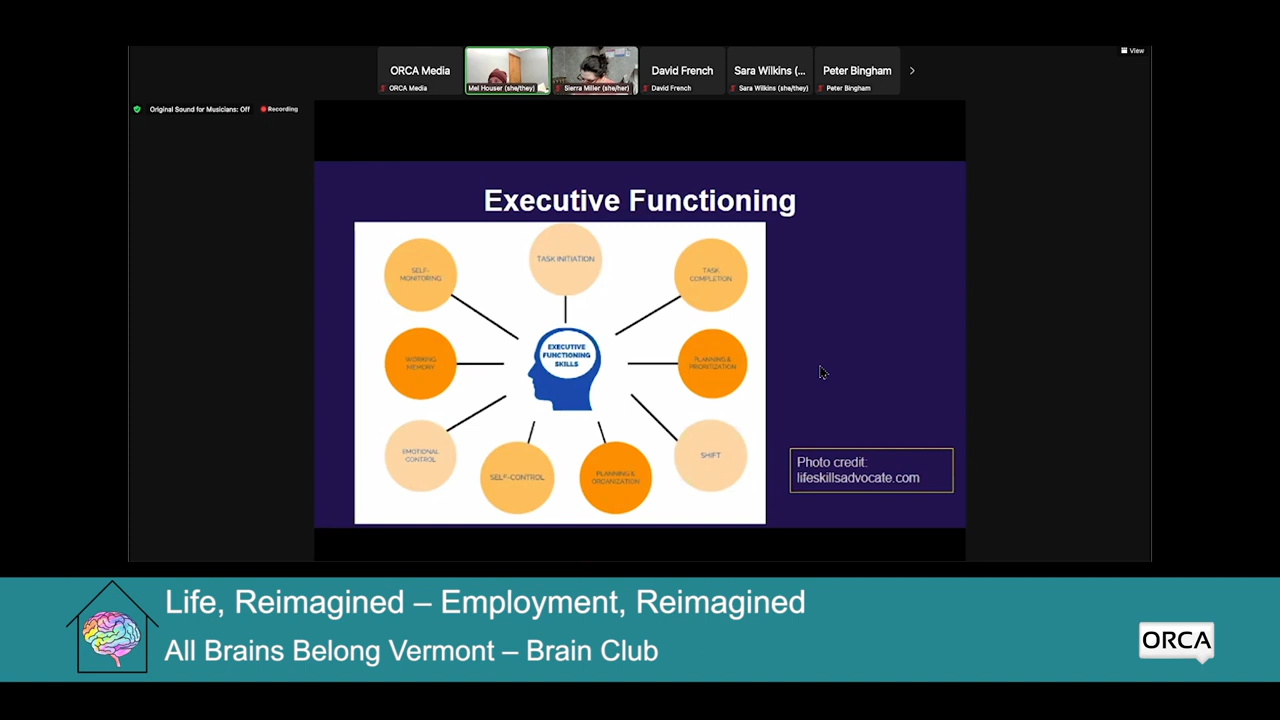 View
ORCA Media
David French
Sara Wilkins (...
Peter Bingham
ORCA Media
Mel Houser (she/they)
Sierra Miller (she/her)
David French
Sara Wilkins (she/they)
Peter Bingham
Original Sound for Musicians: Off
Recording
Executive Functioning
SELF-
MONITORING
TASK INITIATION
TASK
COMPLETION
EXECUTIVE
FUNCTIONING
SKILLS
WORKING
MEMORY
PLANNING &
PRIORITIZATION
EMOTIONAL
CONTROL
SELF-CONTROL
PLANNING &
ORGANIZATION
SHIFT
Photo credit:
lifeskillsadvocate.com
Life, Reimagined – Employment, Reimagined
All Brains Belong Vermont – Brain Club
ORCA